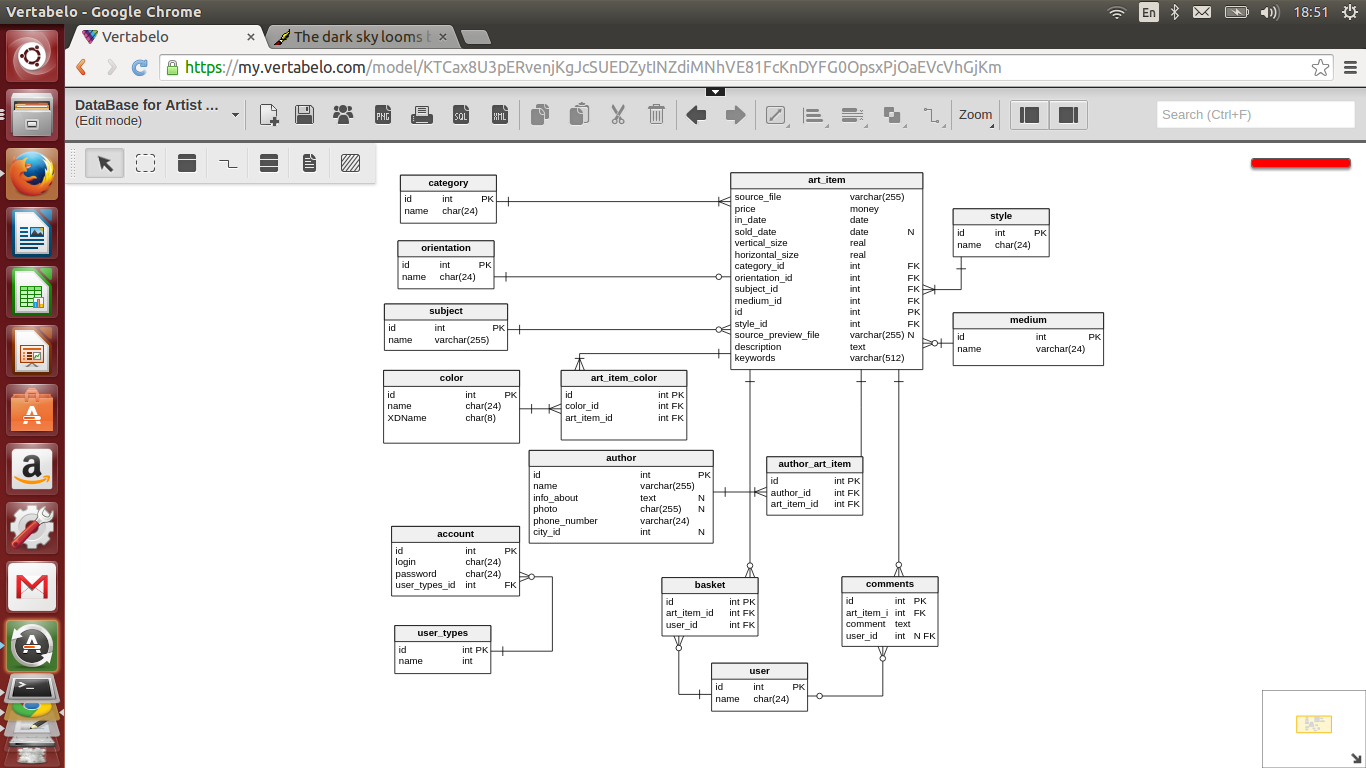 Vertabelo - Google Chrome
En
18:51
Vertabelo ×
The dark sky looms b ×
https://my.vertabelo.com/model/KTCax8U3pERvenjKgJcSUEDZytINZdiMNhVE81FcKnDYFG0OpsxPjOaEVcVhGjKm
DataBase for Artist ...
(Edit mode)
PNG
SQL
XML
Zoom
Search (Ctrl+F)
category
id int PK
name char(24)
orientation
id int PK
name char(24)
subject
id int PK
name varchar(255)
color
id int PK
name char(24)
XDName char(8)
art_item_color
id int PK
color_id int FK
art_item_id int FK
art_item
source_file varchar(255)
price money
in_date date
sold_date date N
vertical_size real
horizontal_size real
category_id int FK
orientation_id int FK
subject_id int FK
medium_id int FK
id int PK
style_id int FK
source_preview_file varchar(255) N
description text
keywords varchar(512)
style
id int PK
name char(24)
medium
id int PK
name varchar(24)
author
id int PK
name varchar(255)
info_about text N
photo char(255) N
phone_number varchar(24)
city_id int N
author_art_item
id int PK
author_id int FK
art_item_id int FK
account
id int PK
login char(24)
password char(24)
user_types_id int FK
user_types
id int PK
name int
basket
id int PK
art_item_id int FK
user_id int FK
comments
id int PK
art_item_i int FK
comment text
user_id int N FK
user
id int PK
name char(24)